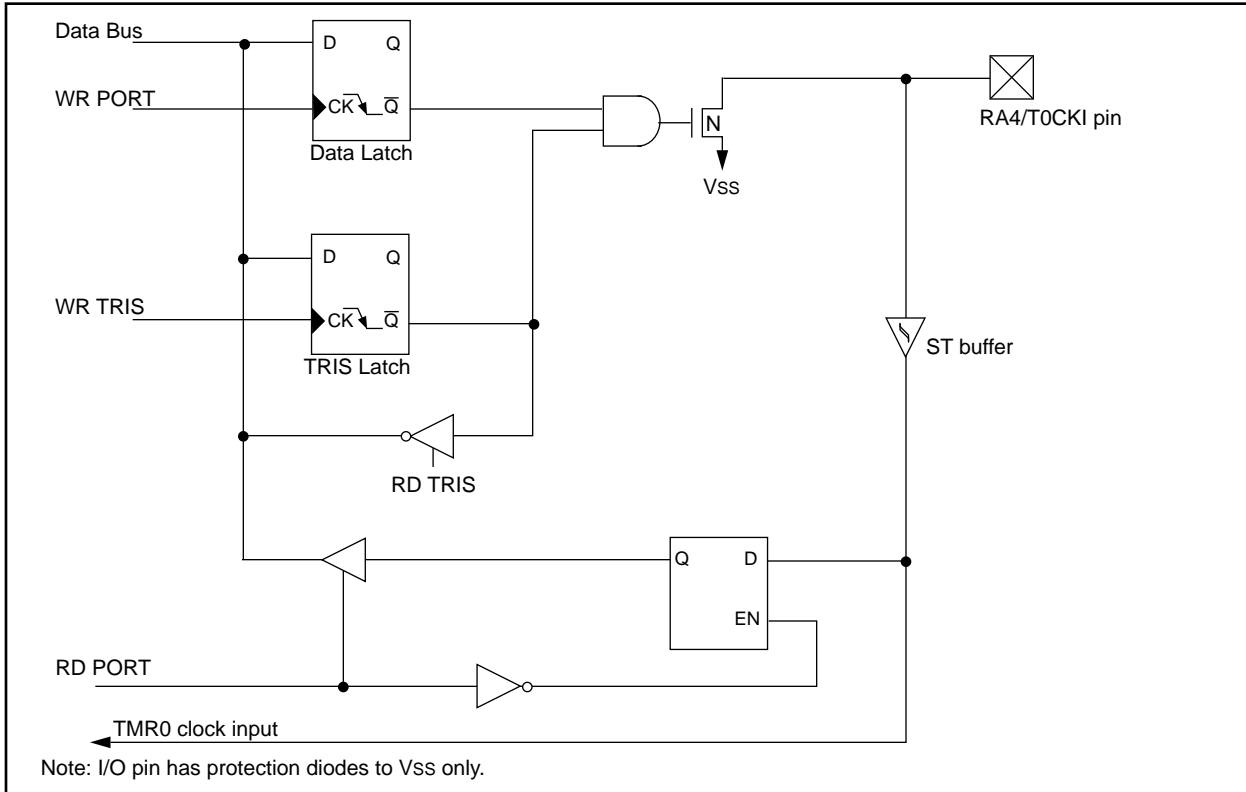 Data Bus
D Q
WR PORT
CK Q
N
RA4/T0CKI pin
Data Latch
VSS
D Q
WR TRIS
CK Q
ST buffer
TRIS Latch
RD TRIS
Q D
EN
RD PORT
TMR0 clock input
Note: I/O pin has protection diodes to VSS only.